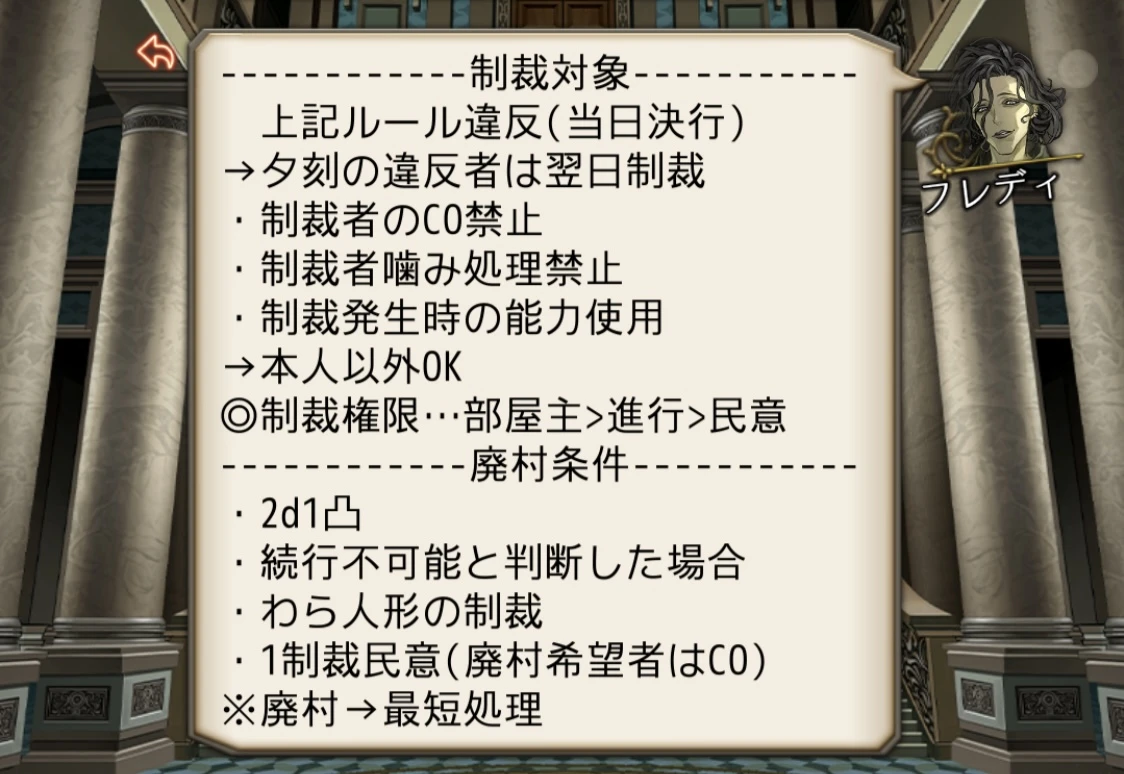 ------------制裁対象-----------
上記ルール違反(当日決行)
→夕刻の違反者は翌日制裁
・制裁者のCO禁止
・制裁者噛み処理禁止
・制裁発生時の能力使用
→本人以外OK
◎制裁権限…部屋主>進行>民意
------------廃村条件-----------
・2d1凸
・続行不可能と判断した場合
・わら人形の制裁
・1制裁民意(廃村希望者はCO)
※廃村→最短処理
フレディ